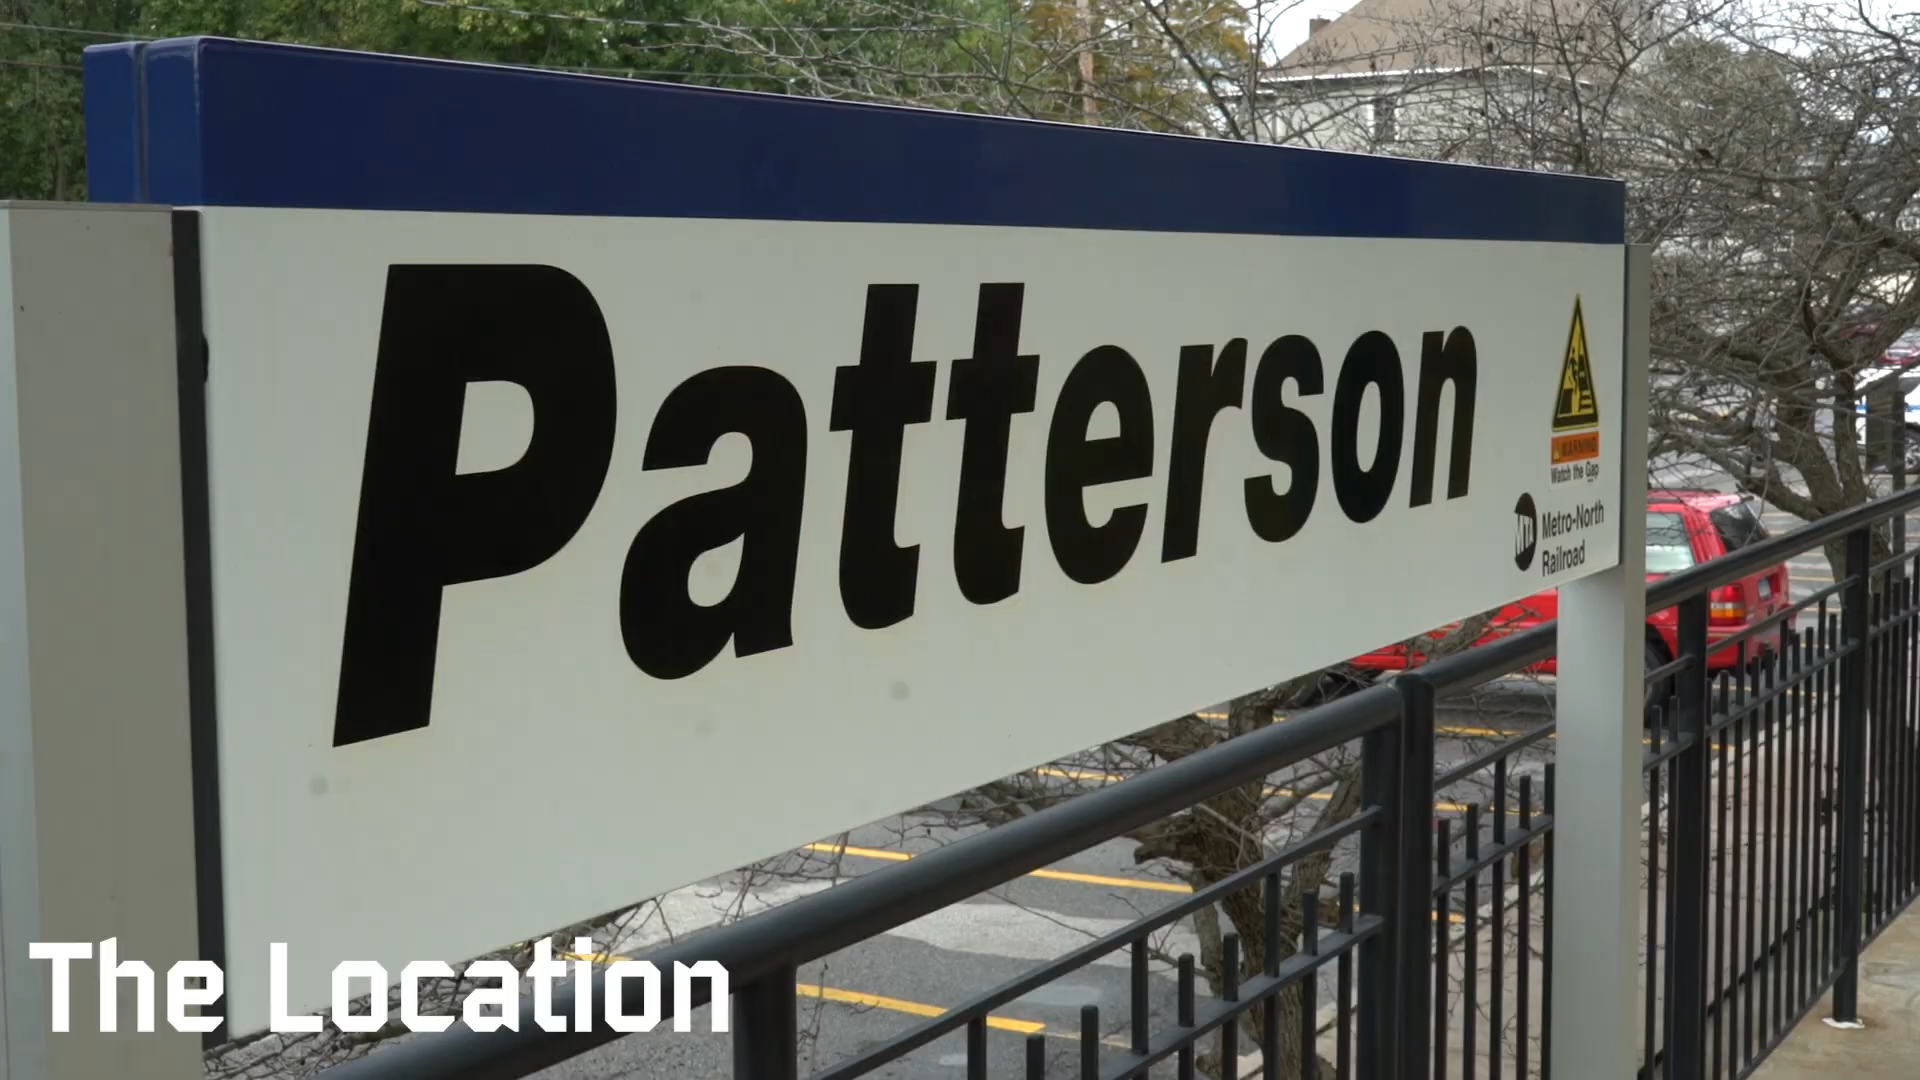 Patterson
WARNING
Watch the Gap
MTA
Metro-North
Railroad
The Location